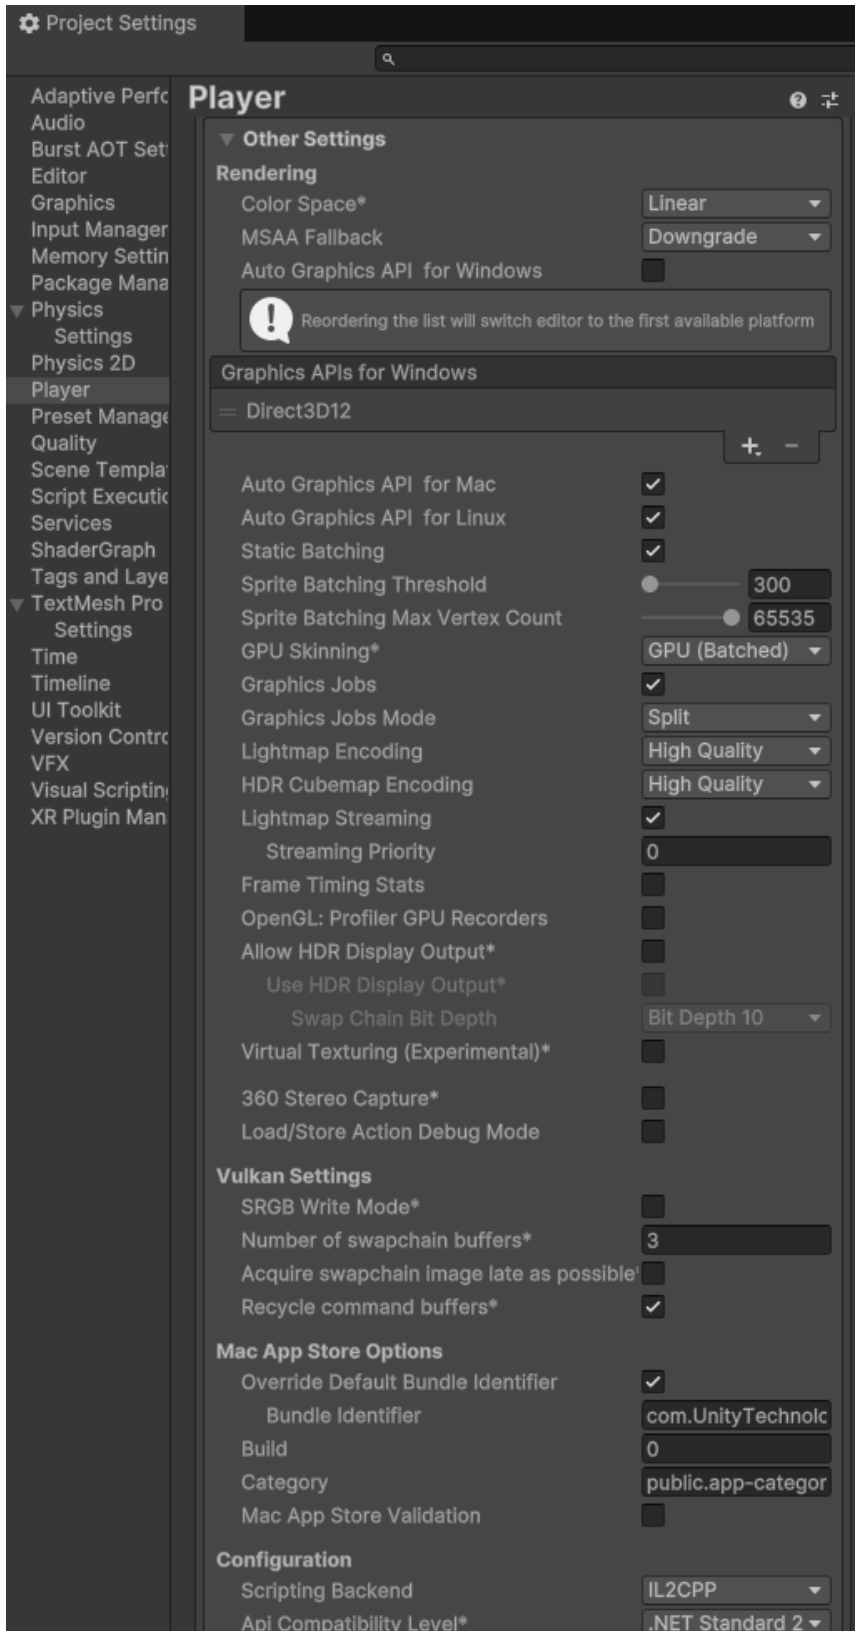 Project Settings
Adaptive Perfc
Audio
Burst AOT Set
Editor
Graphics
Input Manager
Memory Settin
Package Mana
Physics
Settings
Physics 2D
Player
Preset Manage
Quality
Scene Templa
Script Executic
Services
ShaderGraph
Tags and Laye
TextMesh Pro
Settings
Time
Timeline
UI Toolkit
Version Contro
VFX
Visual Scripting
XR Plugin Man
Player
Other Settings
Rendering
Color Space* Linear
MSAA Fallback Downgrade
Auto Graphics API for Windows
Reordering the list will switch editor to the first available platform
Graphics APIs for Windows
Direct3D12
Auto Graphics API for Mac
Auto Graphics API for Linux
Static Batching
Sprite Batching Threshold 300
Sprite Batching Max Vertex Count 65535
GPU Skinning* GPU (Batched)
Graphics Jobs
Graphics Jobs Mode Split
Lightmap Encoding High Quality
HDR Cubemap Encoding High Quality
Lightmap Streaming
Streaming Priority 0
Frame Timing Stats
OpenGL: Profiler GPU Recorders
Allow HDR Display Output*
Use HDR Display Output*
Swap Chain Bit Depth Bit Depth 10
Virtual Texturing (Experimental)*
360 Stereo Capture*
Load/Store Action Debug Mode
Vulkan Settings
SRGB Write Mode*
Number of swapchain buffers* 3
Acquire swapchain image late as possible*
Recycle command buffers*
Mac App Store Options
Override Default Bundle Identifier
Bundle Identifier com.UnityTechnolc
Build 0
Category public.app-categor
Mac App Store Validation
Configuration
Scripting Backend IL2CPP
Api Compatibility Level* .NET Standard 2